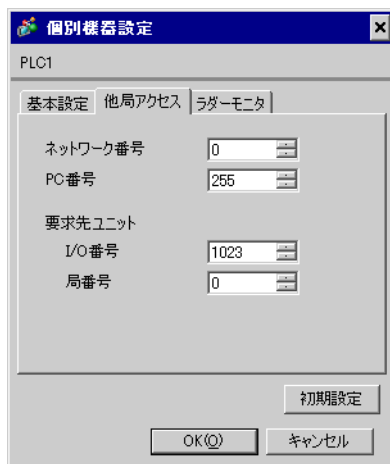 個別機器設定
PLC1
基本設定 他局アクセス ラダーモニタ
ネットワーク番号 0
PC番号 255
要求先ユニット
I/O番号 1023
局番号 0
初期設定
OK(O) キャンセル